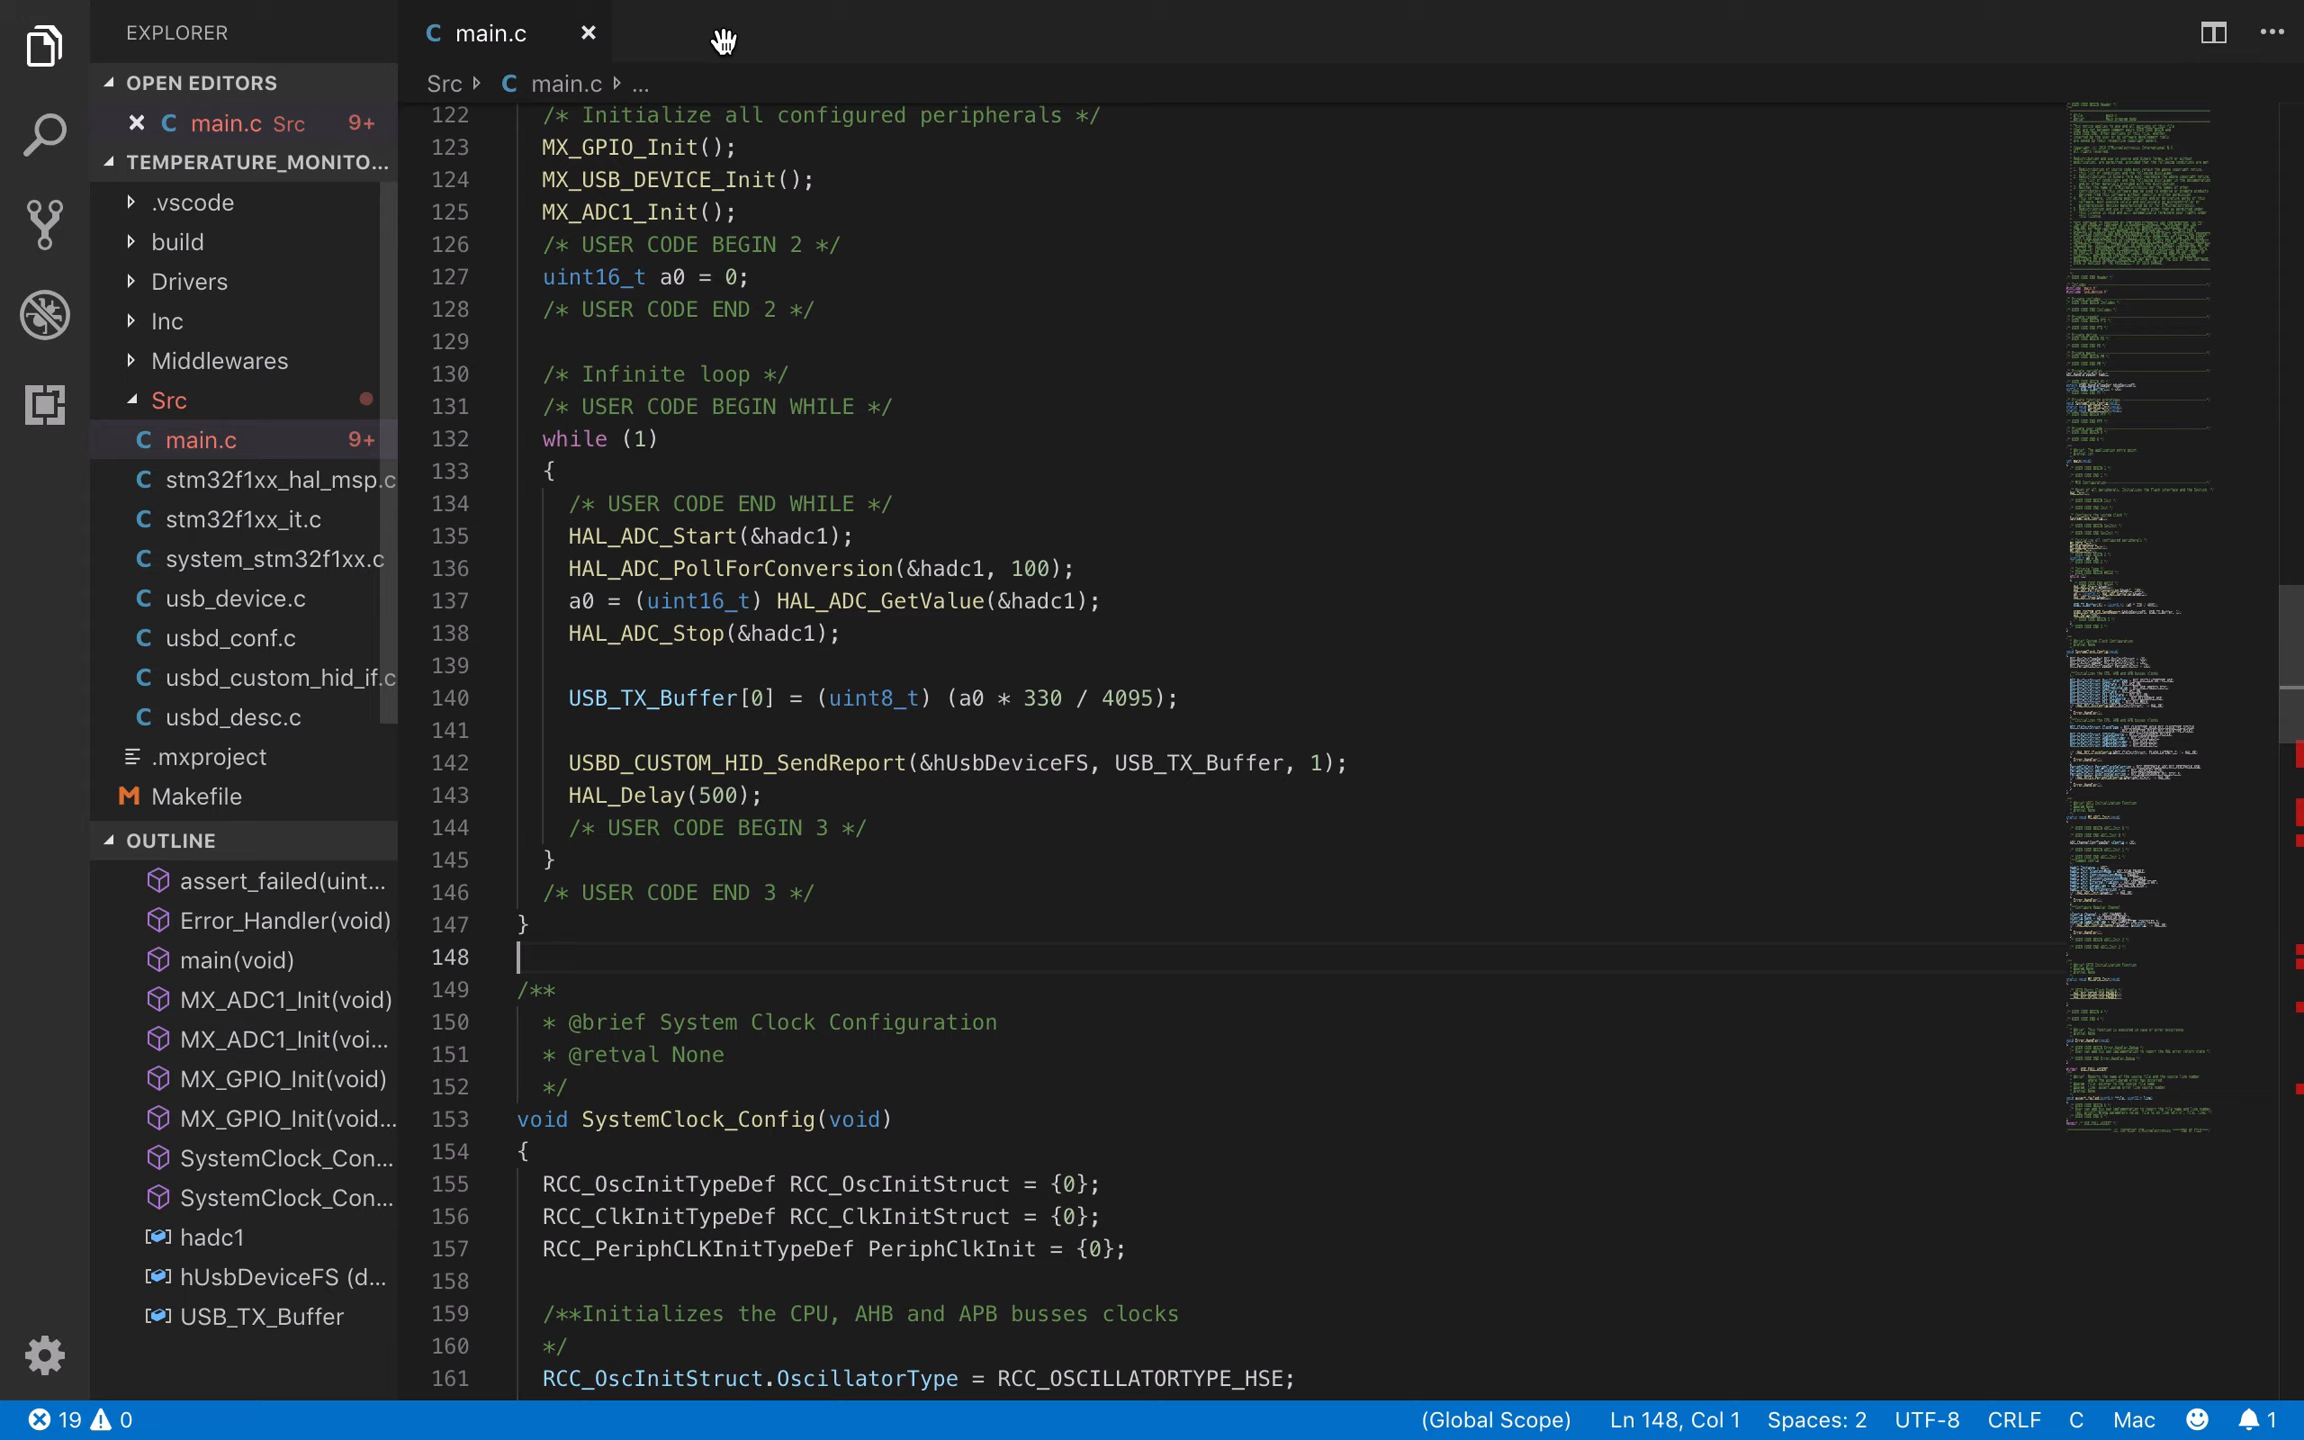 EXPLORER
OPEN EDITORS
main.c Src 9+
TEMPERATURE_MONITO...
.vscode
build
Drivers
Inc
Middlewares
Src
main.c 9+
stm32f1xx_hal_msp.c
stm32f1xx_it.c
system_stm32f1xx.c
usb_device.c
usbd_conf.c
usbd_custom_hid_if.c
usbd_desc.c
.mxproject
Makefile
OUTLINE
assert_failed(uint...
Error_Handler(void)
main(void)
MX_ADC1_Init(void)
MX_ADC1_Init(voi...
MX_GPIO_Init(void)
MX_GPIO_Init(void...
SystemClock_Con...
SystemClock_Con...
hadc1
hUsbDeviceFS (d...
USB_TX_Buffer
C main.c
Src C main.c ...
122 /* Initialize all configured peripherals */
123 MX_GPIO_Init();
124 MX_USB_DEVICE_Init();
125 MX_ADC1_Init();
126 /* USER CODE BEGIN 2 */
127 uint16_t a0 = 0;
128 /* USER CODE END 2 */
129
130 /* Infinite loop */
131 /* USER CODE BEGIN WHILE */
132 while (1)
133 {
134 /* USER CODE END WHILE */
135 HAL_ADC_Start(&hadc1);
136 HAL_ADC_PollForConversion(&hadc1, 100);
137 a0 = (uint16_t) HAL_ADC_GetValue(&hadc1);
138 HAL_ADC_Stop(&hadc1);
139
140 USB_TX_Buffer[0] = (uint8_t) (a0 * 330 / 4095);
141
142 USBD_CUSTOM_HID_SendReport(&hUsbDeviceFS, USB_TX_Buffer, 1);
143 HAL_Delay(500);
144 /* USER CODE BEGIN 3 */
145 }
146 /* USER CODE END 3 */
147 }
148
149 /**
150 * @brief System Clock Configuration
151 * @retval None
152 */
153 void SystemClock_Config(void)
154 {
155 RCC_OscInitTypeDef RCC_OscInitStruct = {0};
156 RCC_ClkInitTypeDef RCC_ClkInitStruct = {0};
157 RCC_PeriphCLKInitTypeDef PeriphClkInit = {0};
158
159 /**Initializes the CPU, AHB and APB busses clocks
160 */
161 RCC_OscInitStruct.OscillatorType = RCC_OSCILLATORTYPE_HSE;
19 0 (Global Scope) Ln 148, Col 1 Spaces: 2 UTF-8 CRLF C Mac 1